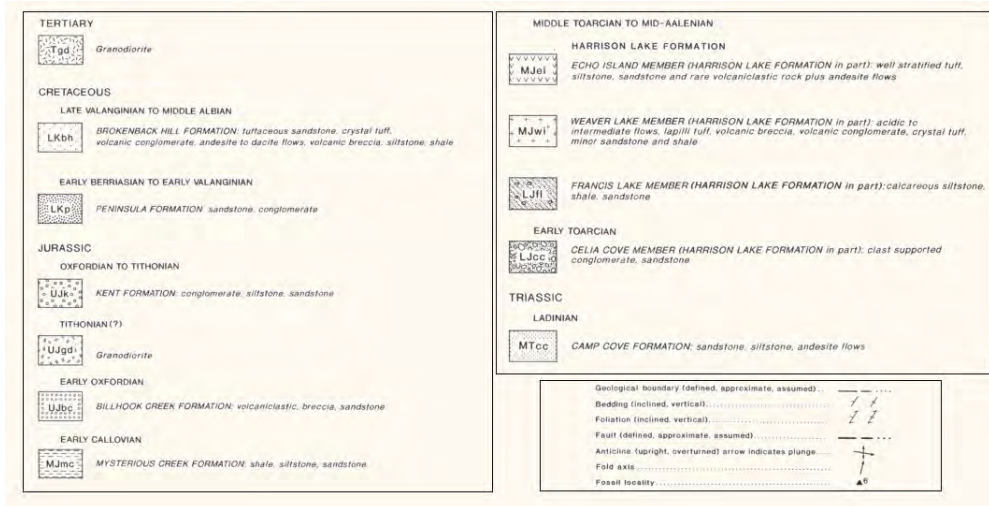 TERTIARY
Tgd
Granodiorite
CRETACEOUS
LATE VALANGINIAN TO MIDDLE ALBIAN
LKbh
BROKENBACK HILL FORMATION: tuffaceous sandstone, crystal tuff,
volcanic conglomerate, andesite to dacite flows, volcanic breccia, siltstone, shale
EARLY BERRIASIAN TO EARLY VALANGINIAN
LKp
PENINSULA FORMATION: sandstone, conglomerate
JURASSIC
OXFORDIAN TO TITHONIAN
UJk
KENT FORMATION: conglomerate, siltstone, sandstone
TITHONIAN(?)
UJgd
Granodiorite
EARLY OXFORDIAN
UJbc
BILLHOOK CREEK FORMATION: volcaniclastic, breccia, sandstone
EARLY CALLOVIAN
MJmc
MYSTERIOUS CREEK FORMATION: shale, siltstone, sandstone
MIDDLE TOARCIAN TO MID-AALENIAN
HARRISON LAKE FORMATION
MJei
ECHO ISLAND MEMBER (HARRISON LAKE FORMATION in part): well stratified tuff,
siltstone, sandstone and rare volcaniclastic rock plus andesite flows
MJwl
WEAVER LAKE MEMBER (HARRISON LAKE FORMATION in part): acidic to
intermediate flows, lapilli tuff, volcanic breccia, volcanic conglomerate, crystal tuff,
minor sandstone and shale
LJfl
FRANCIS LAKE MEMBER (HARRISON LAKE FORMATION in part): calcareous siltstone,
shale, sandstone
EARLY TOARCIAN
LJcc
CELIA COVE MEMBER (HARRISON LAKE FORMATION in part): clast supported
conglomerate, sandstone
TRIASSIC
LADINIAN
MTcc
CAMP COVE FORMATION: sandstone, siltstone, andesite flows
Geological boundary (defined, approximate, assumed)..
Bedding (inclined, vertical)
Foliation (inclined, vertical)
Fault (defined, approximate, assumed)
Anticline (upright, overturned) arrow indicates plunge....
Fold axis
Fossil locality
▲6